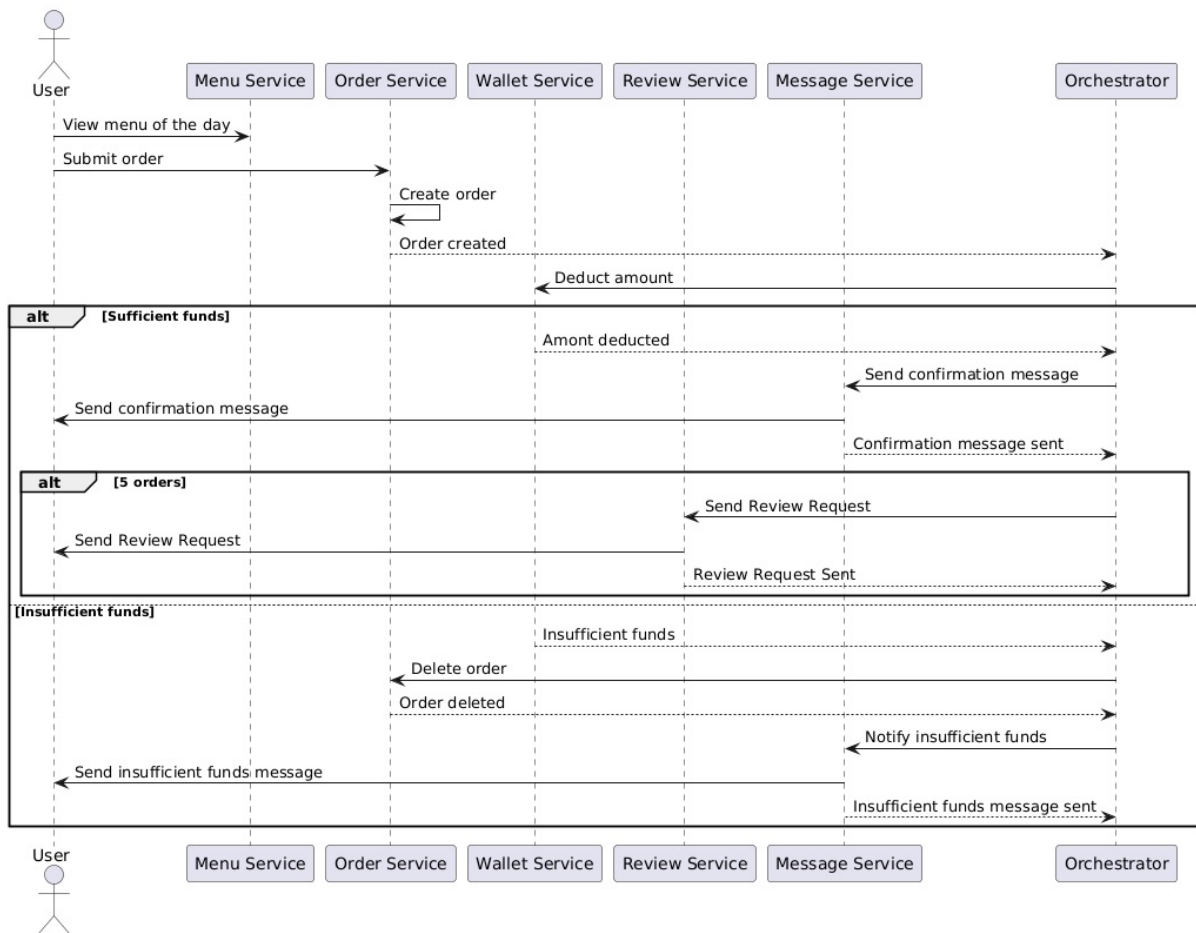 User
Menu Service
Order Service
Wallet Service
Review Service
Message Service
Orchestrator
View menu of the day
Submit order
Create order
Order created
Deduct amount
alt
[Sufficient funds]
Amont deducted
Send confirmation message
Send confirmation message
Confirmation message sent
alt
[5 orders]
Send Review Request
Send Review Request
Review Request Sent
[Insufficient funds]
Insufficient funds
Delete order
Order deleted
Notify insufficient funds
Send insufficient funds message
Insufficient funds message sent
User
Menu Service
Order Service
Wallet Service
Review Service
Message Service
Orchestrator